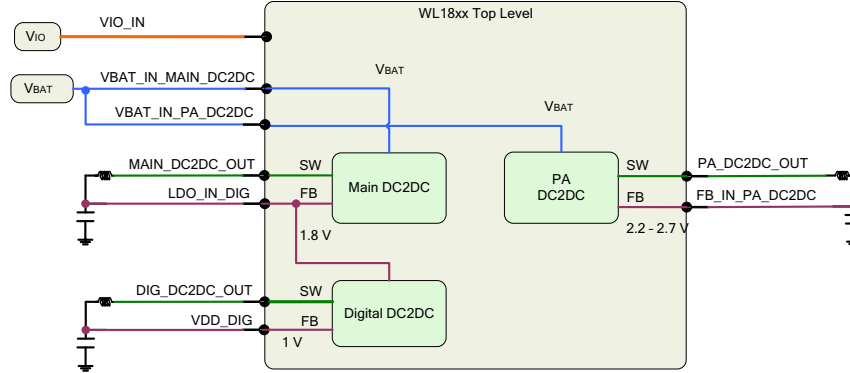 WL18xx Top Level
VIO
VIO_IN
VBAT
VBAT_IN_MAIN_DC2DC
VBAT
VBAT_IN_PA_DC2DC
VBAT
MAIN_DC2DC_OUT
SW
Main DC2DC
LDO_IN_DIG
FB
1.8 V
PA
DC2DC
SW
PA_DC2DC_OUT
FB
FB_IN_PA_DC2DC
2.2 – 2.7 V
DIG_DC2DC_OUT
SW
Digital DC2DC
VDD_DIG
FB
1 V